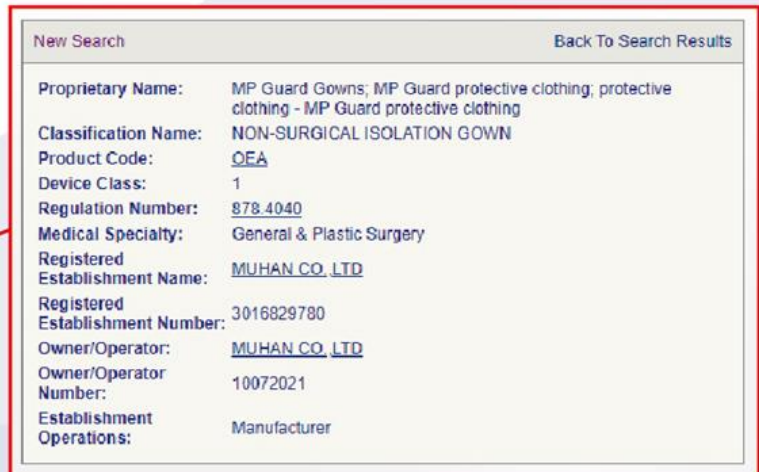 New Search Back To Search Results
Proprietary Name: MP Guard Gowns; MP Guard protective clothing; protective
clothing - MP Guard protective clothing
Classification Name: NON-SURGICAL ISOLATION GOWN
Product Code: OEA
Device Class: 1
Regulation Number: 878.4040
Medical Specialty: General & Plastic Surgery
Registered
Establishment Name: MUHAN CO.,LTD
Registered
Establishment Number: 3016829780
Owner/Operator: MUHAN CO.,LTD
Owner/Operator
Number: 10072021
Establishment
Operations: Manufacturer